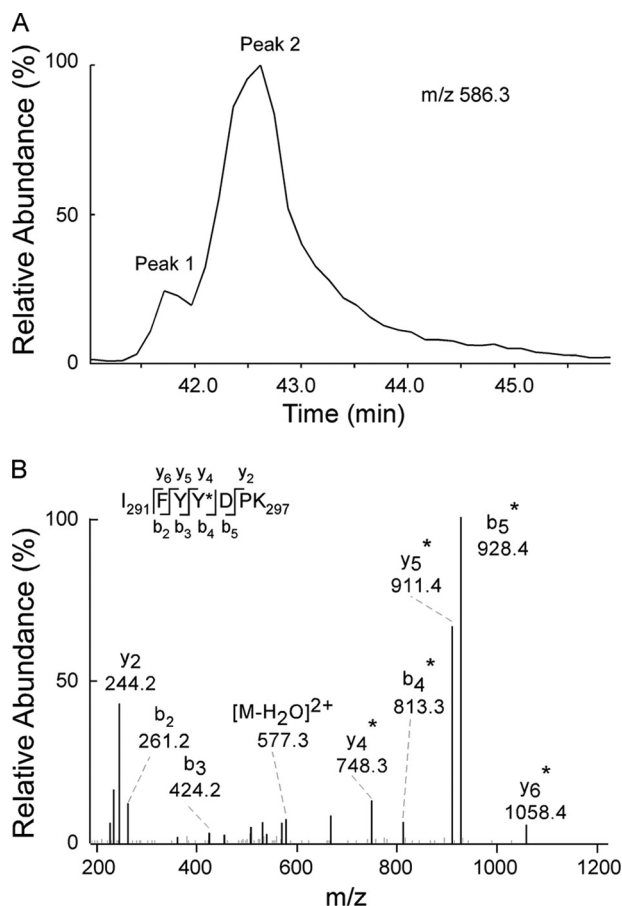 A
Peak 2
m/z 586.3
Peak 1
Relative Abundance (%)
100
50
0
42.0 43.0 44.0 45.0
Time (min)
B
y6 y5 y4 y2
I291FYY*DPK297
b2 b3 b4 b5
Relative Abundance (%)
100
50
0
b5*
928.4
y5*
911.4
y2
244.2
b4*
813.3
b2
261.2
[M-H2O]2+
577.3
y4*
748.3
b3
424.2
y6*
1058.4
200 400 600 800 1000 1200
m/z